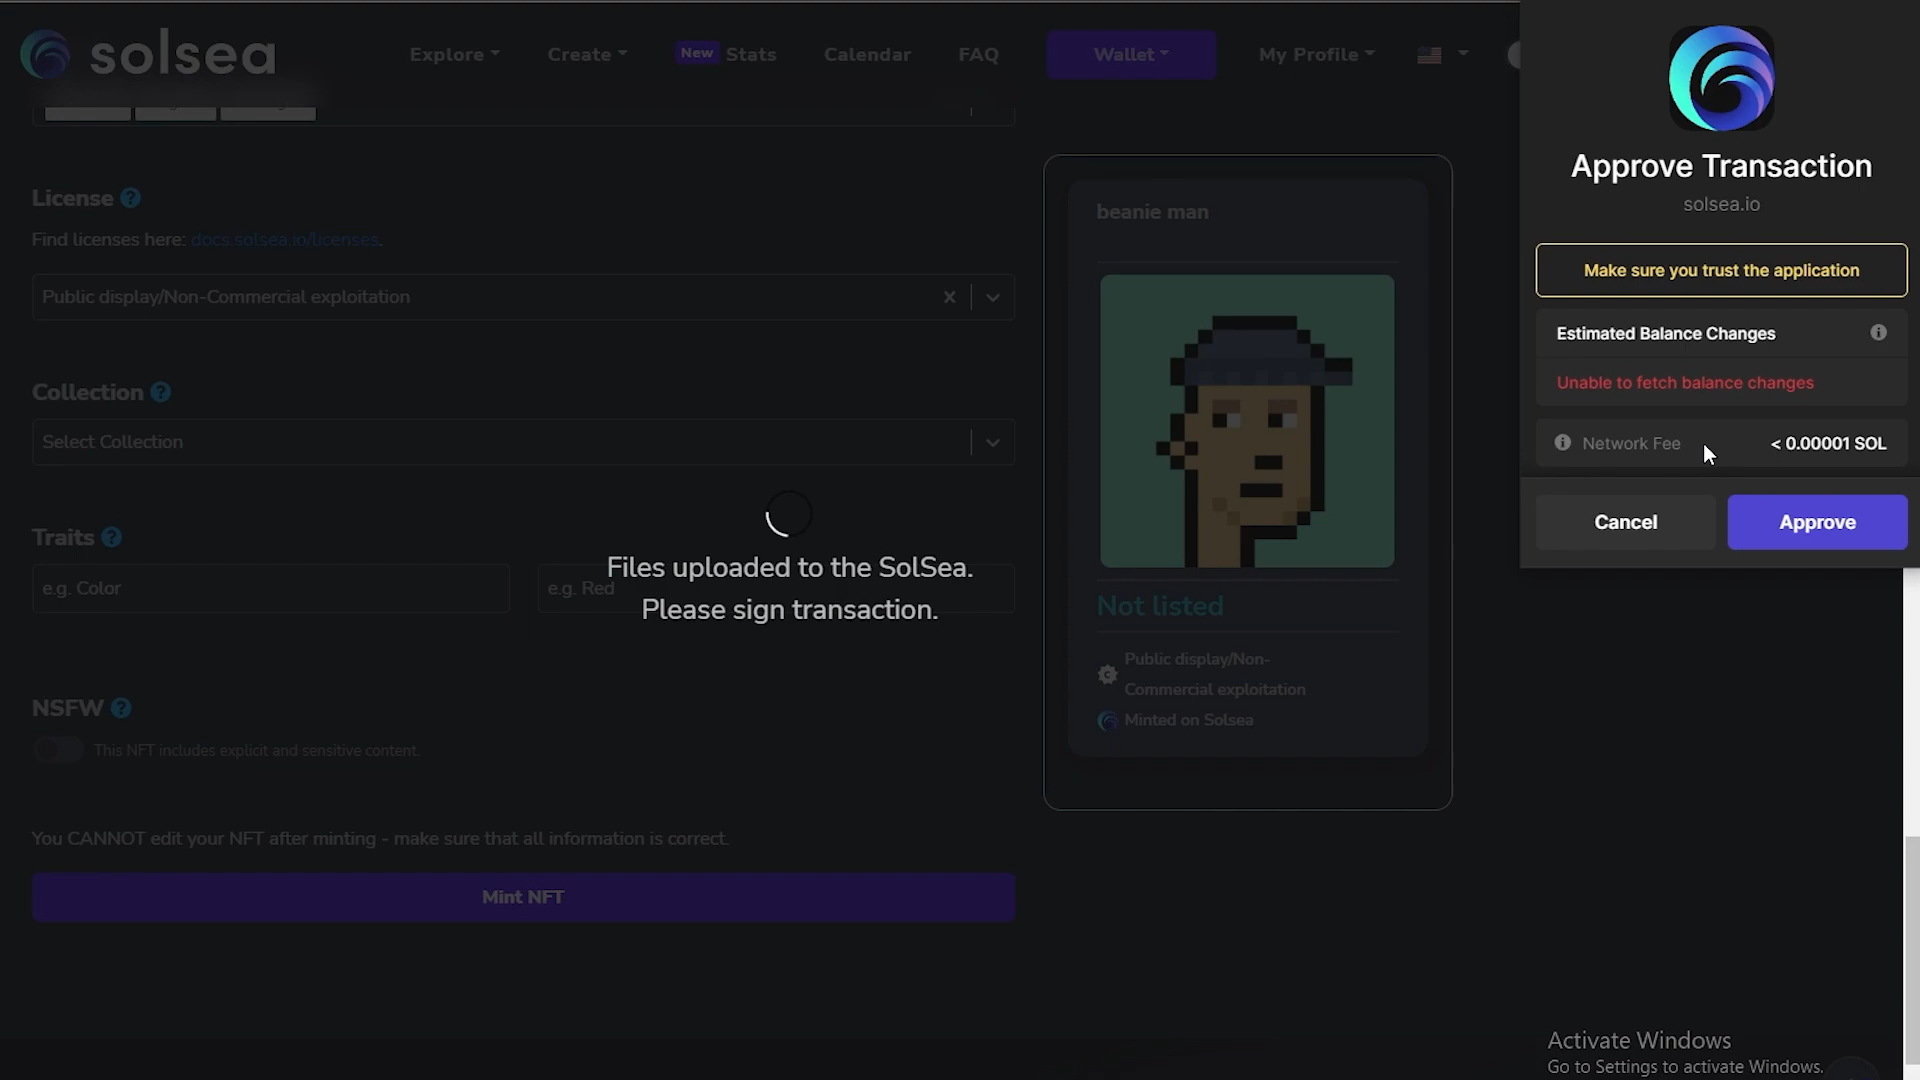 solsea
Explore
Create
New
Stats
Calendar
FAQ
Wallet
My Profile
License
Find licenses here: docs.solsea.io/licenses.
Public display/Non-Commercial exploitation
Collection
Select Collection
Traits
e.g. Color
e.g. Red
Files uploaded to the SolSea.
Please sign transaction.
NSFW
This NFT includes explicit and sensitive content.
You CANNOT edit your NFT after minting - make sure that all information is correct.
Mint NFT
beanie man
Not listed
Public display/Non-
Commercial exploitation
Minted on Solsea
Approve Transaction
solsea.io
Make sure you trust the application
Estimated Balance Changes
Unable to fetch balance changes
Network Fee
< 0.00001 SOL
Cancel
Approve
Activate Windows
Go to Settings to activate Windows.